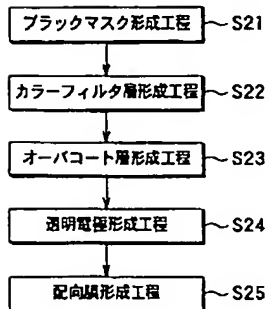 ブラックマスク形成工程 ~S21
カラーフィルタ層形成工程 ~S22
オーバコート層形成工程 ~S23
透明電極形成工程 ~S24
配向膜形成工程 ~S25